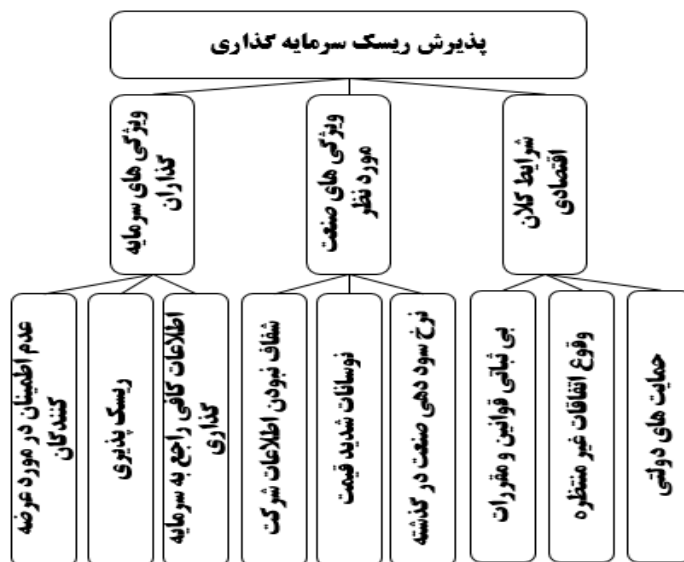 پذیرش ریسک سرمایه گذاری
شرایط کلان
اقتصادی
ویژگی های صنعت
مورد نظر
ویژگی های سرمایه
گذاران
حمایت های دولتی
وقوع اتفاقات غیر منتظره
بی ثباتی قوانین و مقررات
نرخ سود دهی صنعت در گذشته
نوسانات شدید قیمت
شفاف نبودن اطلاعات شرکت
اطلاعات کافی راجع به سرمایه
گذاری
ریسک پذیری
عدم اطمینان در مورد عرضه
کنندگان